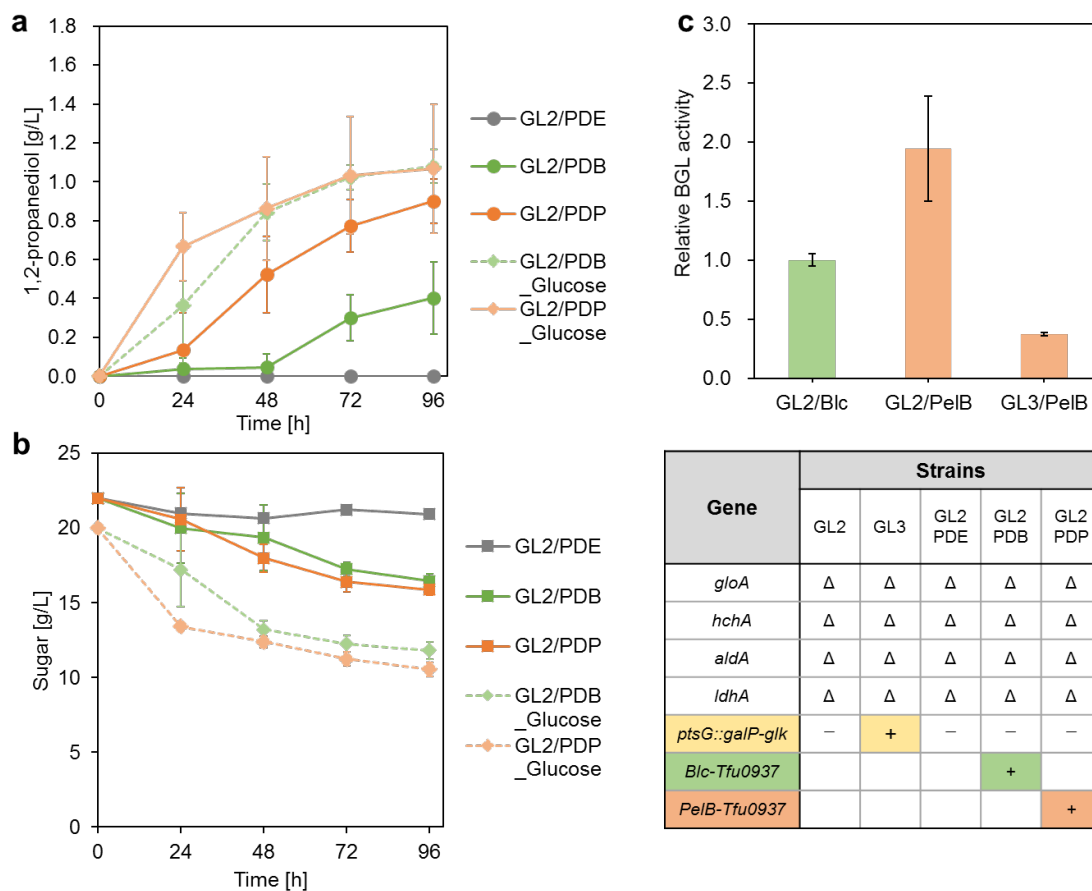 a
1,2-propanediol [g/L]
1.8
1.6
1.4
1.2
1.0
0.8
0.6
0.4
0.2
0.0
0 24 48 72 96
Time [h]
GL2/PDE
GL2/PDB
GL2/PDP
GL2/PDB
_Glucose
GL2/PDP
_Glucose
b
Sugar [g/L]
25
20
15
10
5
0
0 24 48 72 96
Time [h]
GL2/PDE
GL2/PDB
GL2/PDP
GL2/PDB
_Glucose
GL2/PDP
_Glucose
c
Relative BGL activity
3.0
2.5
2.0
1.5
1.0
0.5
0.0
GL2/Blc GL2/PelB GL3/PelB
Gene Strains
GL2 GL3 GL2 PDE GL2 PDB GL2 PDP
gloA Δ Δ Δ Δ Δ
hchA Δ Δ Δ Δ Δ
aldA Δ Δ Δ Δ Δ
ldhA Δ Δ Δ Δ Δ
ptsG::galP-glk – + – – –
Blc-Tfu0937 +
PelB-Tfu0937 +